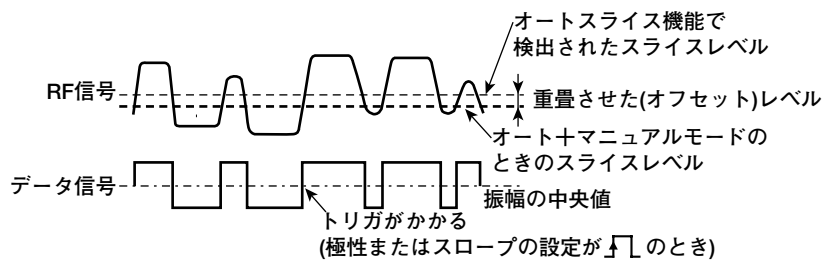 オートスライス機能で
検出されたスライスレベル
RF信号
重畳させた(オフセット)レベル
オート＋マニュアルモードの
ときのスライスレベル
データ信号
振幅の中央値
トリガがかかる
(極性またはスロープの設定が のとき)